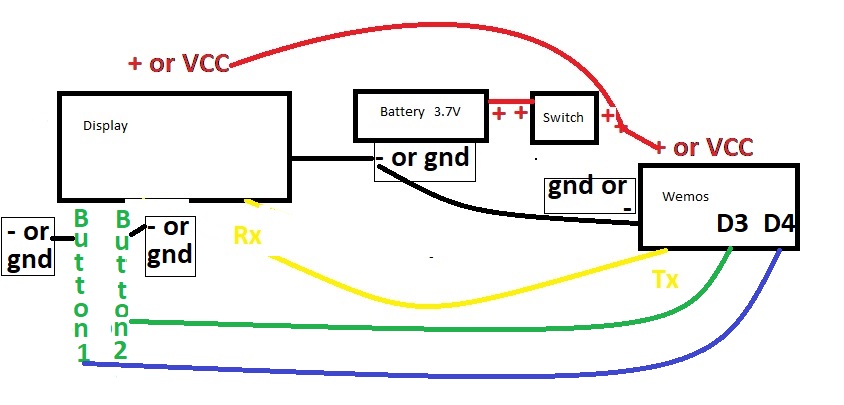 + or VCC
Display
Battery 3.7V
+ +
Switch
+
+
+ or VCC
- or gnd
gnd or
-
Wemos
D3 D4
Button1
Button2
- or
gnd
- or
gnd
Rx
Tx